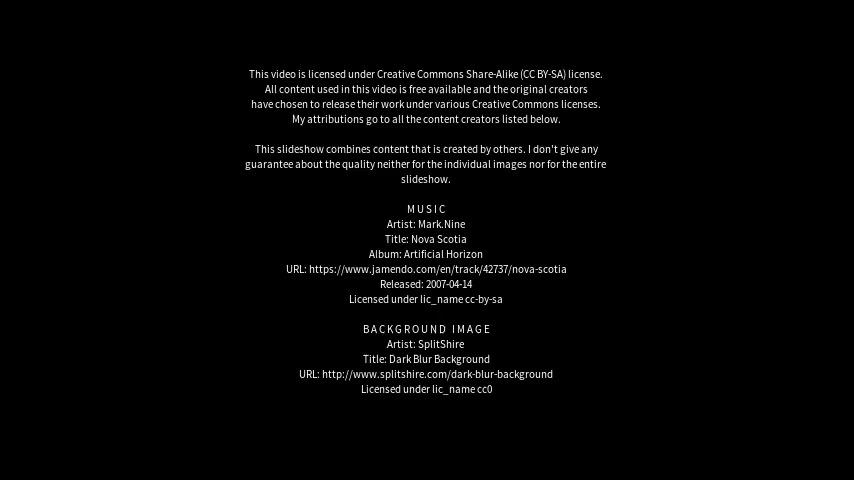 This video is licensed under Creative Commons Share-Alike (CC BY-SA) license.
All content used in this video is free available and the original creators
have chosen to release their work under various Creative Commons licenses.
My attributions go to all the content creators listed below.
This slideshow combines content that is created by others. I don't give any
guarantee about the quality neither for the individual images nor for the entire
slideshow.
MUSIC
Artist: Mark.Nine
Title: Nova Scotia
Album: Artificial Horizon
URL: https://www.jamendo.com/en/track/42737/nova-scotia
Released: 2007-04-14
Licensed under lic_name cc-by-sa
BACKGROUND IMAGE
Artist: SplitShire
Title: Dark Blur Background
URL: http://www.splitshire.com/dark-blur-background
Licensed under lic_name cc0